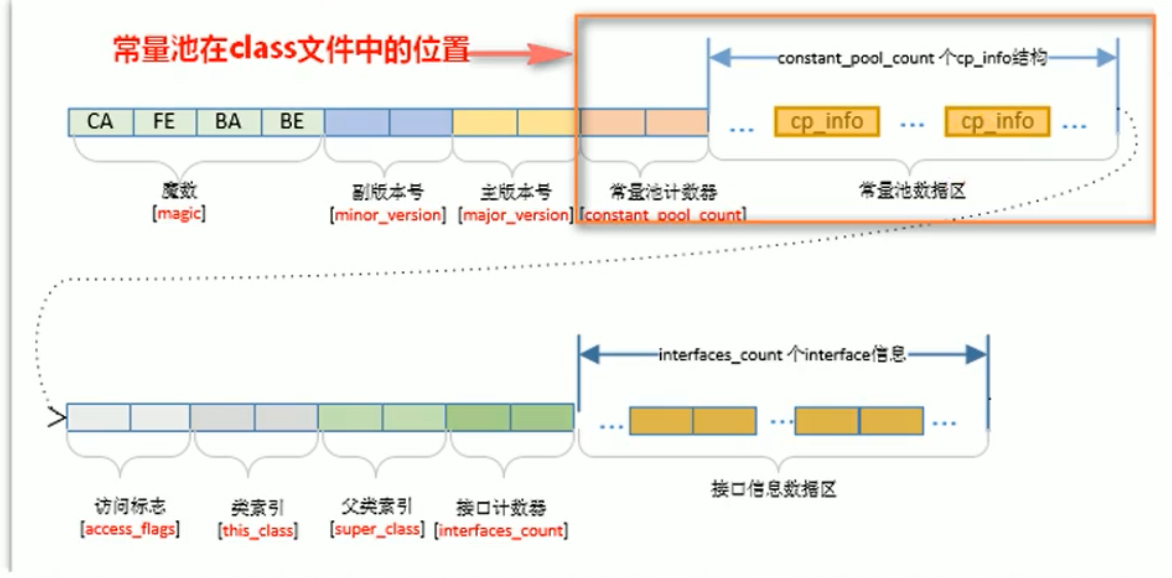 常量池在class文件中的位置
constant_pool_count 个cp_info结构
CA FE BA BE ... cp_info ... cp_info ...
魔数 副版本号 主版本号 常量池计数器 常量池数据区
[magic] [minor_version] [major_version] [constant_pool_count]
interfaces_count 个interface信息
... ... ...
接口信息数据区
访问标志 类索引 父类索引 接口计数器
[access_flags] [this_class] [super_class] [interfaces_count]